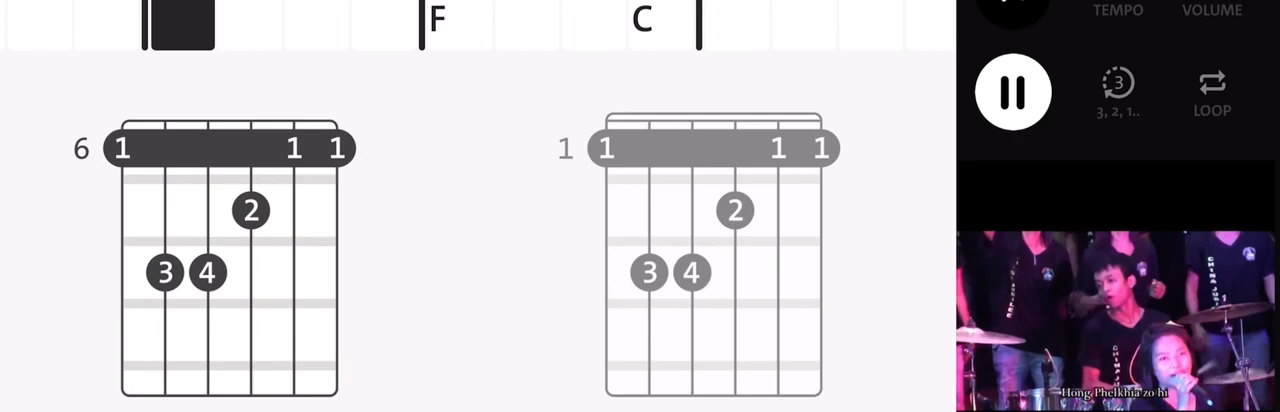 F C
TEMPO VOLUME
3
3, 2, 1..
LOOP
6 1 1 1
2
3 4
1 1 1 1
2
3 4
Hong Phelkhia zo hi